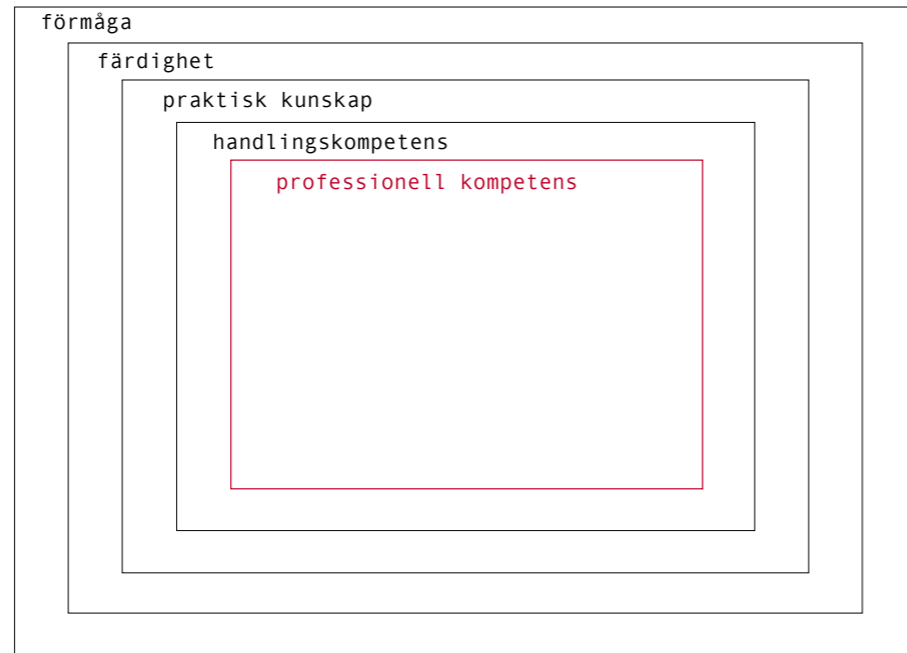 förmåga
färdighet
praktisk kunskap
handlingskompetens
professionell kompetens